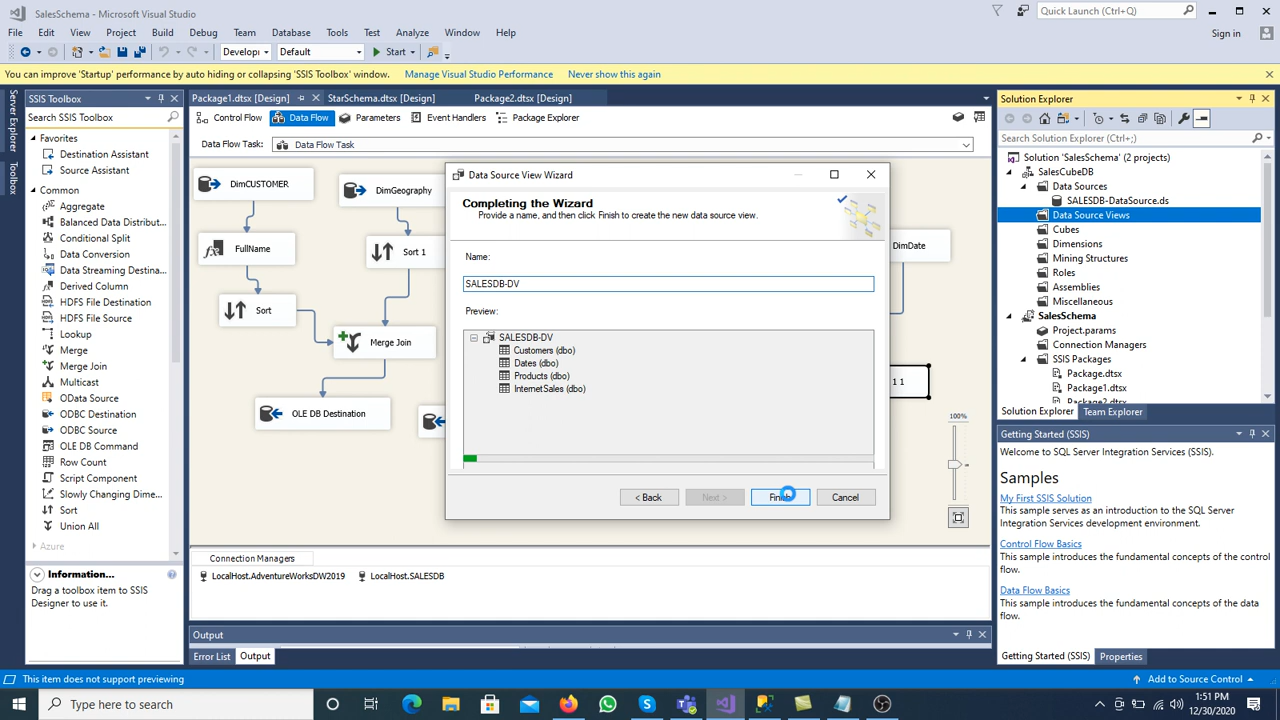 SalesSchema - Microsoft Visual Studio
Quick Launch (Ctrl+Q)
File Edit View Project Build Debug Team Database Tools Test Analyze Window Help
Sign in
Develop Default Start
You can improve 'Startup' performance by auto hiding or collapsing 'SSIS Toolbox' window. Manage Visual Studio Performance Never show this again
Server Explorer
Toolbox
SSIS Toolbox
Search SSIS Toolbox
Favorites
Destination Assistant
Source Assistant
Common
Aggregate
Balanced Data Distrib...
Conditional Split
Data Conversion
Data Streaming Destina...
Derived Column
HDFS File Destination
HDFS File Source
Lookup
Merge
Merge Join
Multicast
OData Source
ODBC Destination
ODBC Source
OLE DB Command
Row Count
Script Component
Slowly Changing Dime...
Sort
Union All
Azure
Information...
Drag a toolbox item to SSIS
Designer to use it.
Package1.dtsx [Design] StarSchema.dtsx [Design] Package2.dtsx [Design]
Control Flow Data Flow Parameters Event Handlers Package Explorer
Data Flow Task: Data Flow Task
DimCUSTOMER
DimGeography
DimDate
FullName
Sort 1
Sort
Merge Join
OLE DB Destination
1 1
100%
Data Source View Wizard
Completing the Wizard
Provide a name, and then click Finish to create the new data source view.
Name:
SALESDB-DV
Preview:
SALESDB-DV
Customers (dbo)
Dates (dbo)
Products (dbo)
InternetSales (dbo)
< Back Next > Finish Cancel
Connection Managers
LocalHost.AdventureWorksDW2019 LocalHost.SALESDB
Output
Error List Output
Solution Explorer
Search Solution Explorer (Ctrl+;)
Solution 'SalesSchema' (2 projects)
SalesCubeDB
Data Sources
SALESDB-DataSource.ds
Data Source Views
Cubes
Dimensions
Mining Structures
Roles
Assemblies
Miscellaneous
SalesSchema
Project.params
Connection Managers
SSIS Packages
Package.dtsx
Package1.dtsx
Package2.dtsx
Solution Explorer Team Explorer
Getting Started (SSIS)
Welcome to SQL Server Integration Services (SSIS).
Samples
My First SSIS Solution
This sample serves as an introduction to the SQL Server
Integration Services development environment.
Control Flow Basics
This sample introduces the fundamental concepts of the control
flow.
Data Flow Basics
This sample introduces the fundamental concepts of the data
flow.
Getting Started (SSIS) Properties
This item does not support previewing
Add to Source Control
Type here to search
1:51 PM
12/30/2020